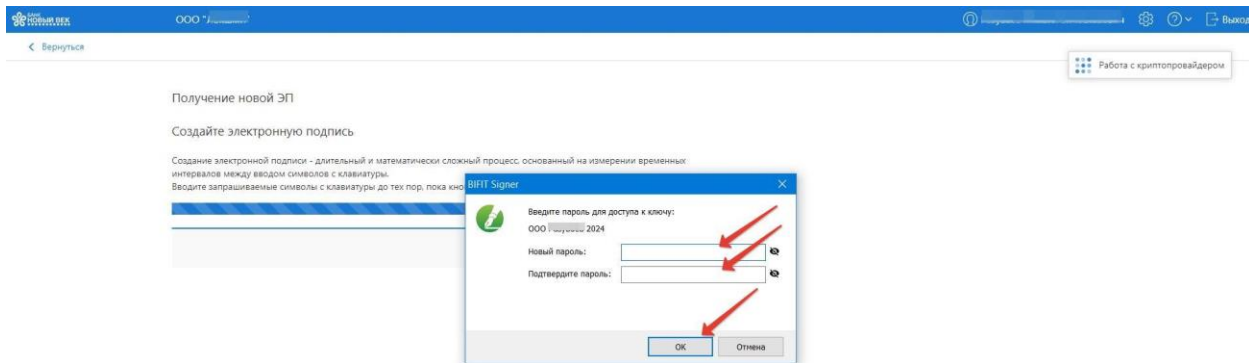 БАНК
НОВЫЙ ВЕК
ООО "
Выход
Вернуться
Работа с криптопровайдером
Получение новой ЭП
Создайте электронную подпись
Создание электронной подписи - длительный и математически сложный процесс, основанный на измерении временных
интервалов между вводом символов с клавиатуры.
Вводите запрашиваемые символы с клавиатуры до тех пор, пока кно
BIFIT Signer
Введите пароль для доступа к ключу:
ООО 2024
Новый пароль:
Подтвердите пароль:
OK
Отмена